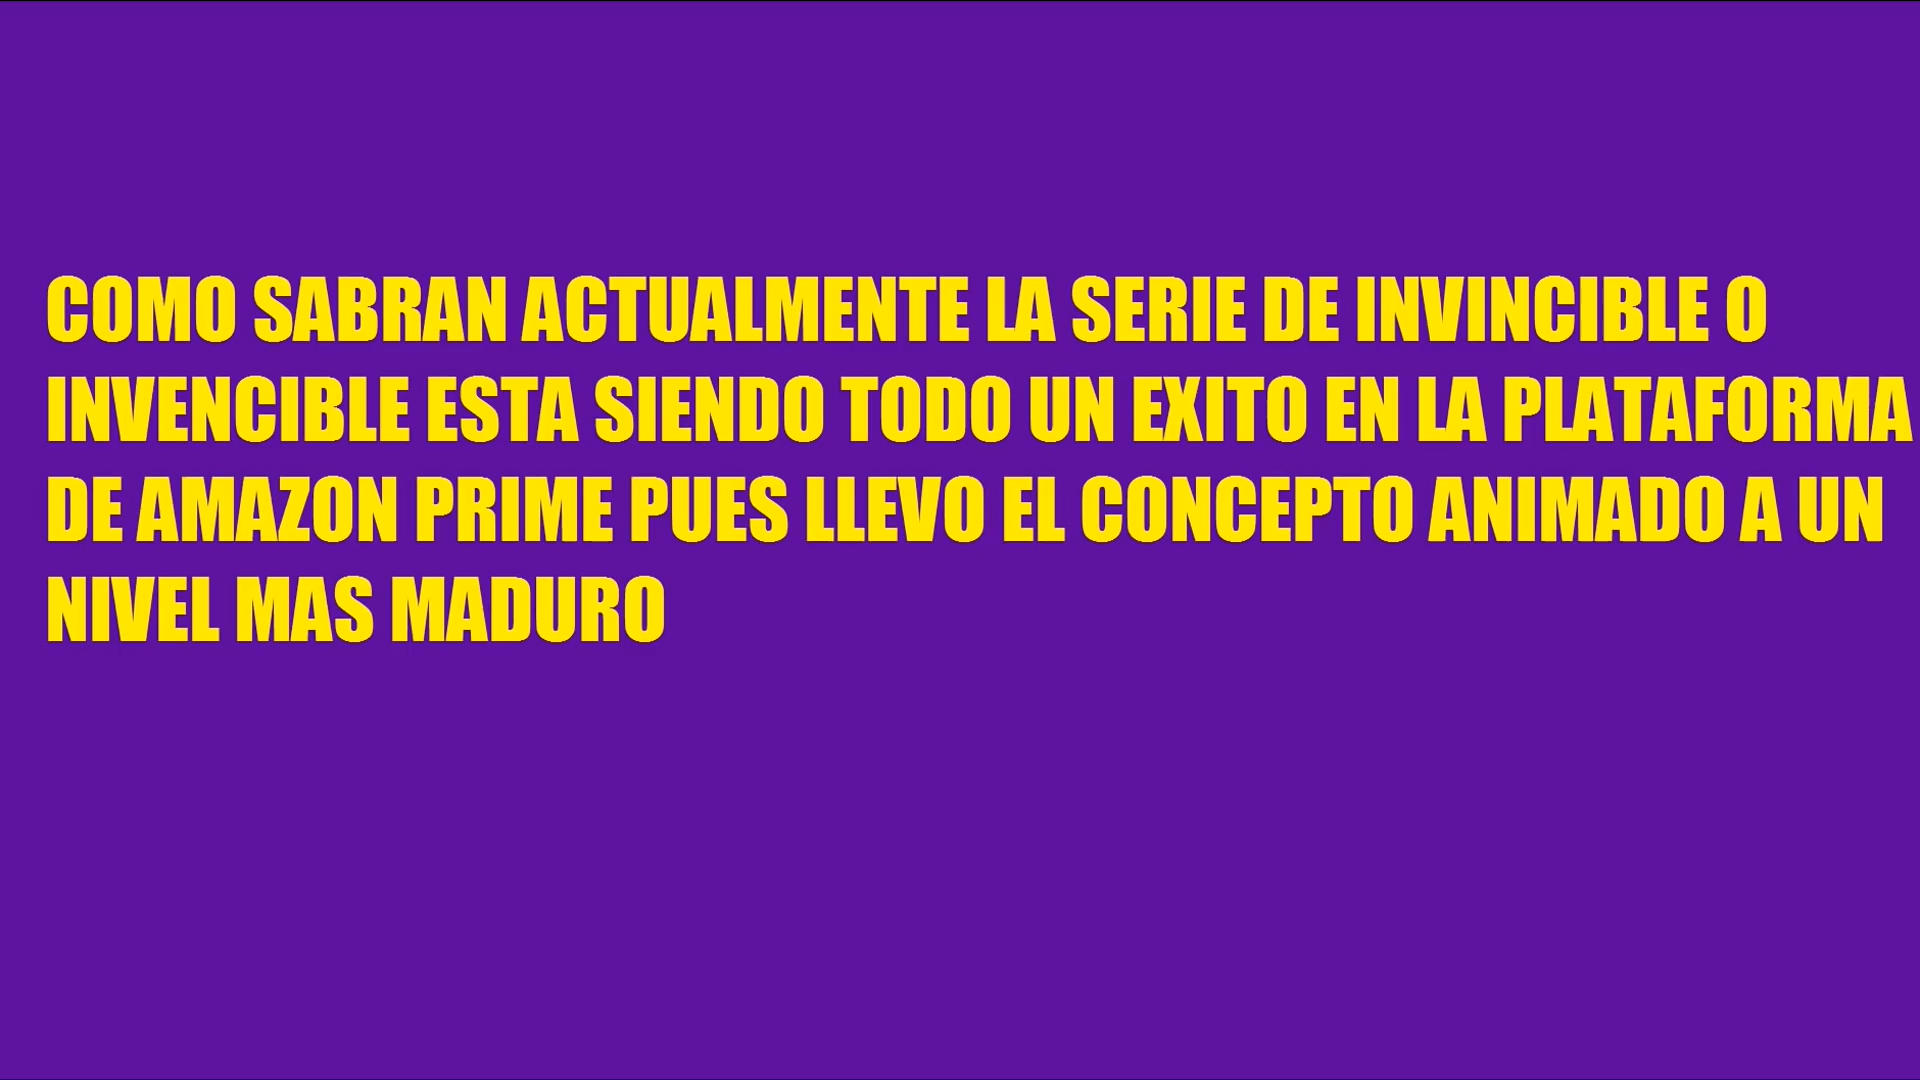 COMO SABRAN ACTUALMENTE LA SERIE DE INVINCIBLE O
INVENCIBLE ESTA SIENDO TODO UN EXITO EN LA PLATAFORMA
DE AMAZON PRIME PUES LLEVO EL CONCEPTO ANIMADO A UN
NIVEL MAS MADURO